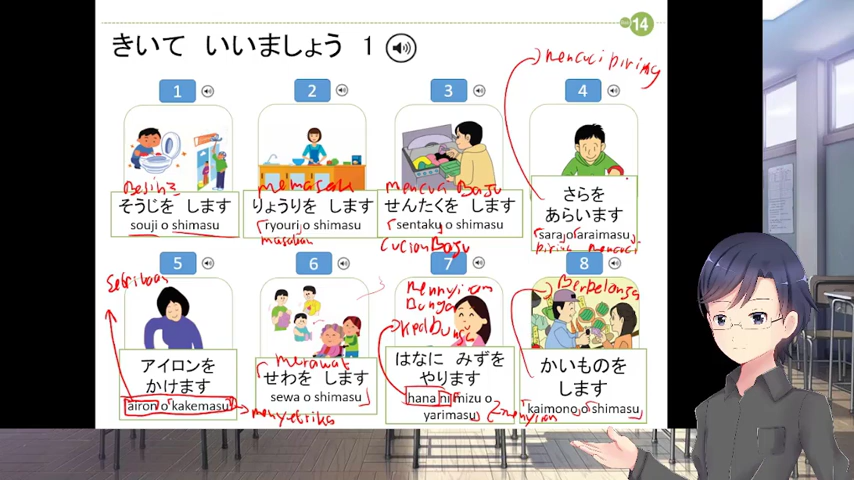 14
きいて いいましょう 1
mencuci piring
1
2
3
4
Memasak
Mencuci Baju
そうじを します
souji o shimasu
りょうりを します
ryouri o shimasu
masakan
せんたくを します
sentaku o shimasu
Cucian Baju
さらを
あらいます
sara o araimasu
piring mencuci
5
6
7
8
Setrikaan
Bunga
Berbelanja
merawat
アイロンを
かけます
airon o kakemasu
menyetrika
せわを します
sewa o shimasu
はなに みずを
やります
hana ni mizu o
yarimasu
かいものを
します
kaimono o shimasu